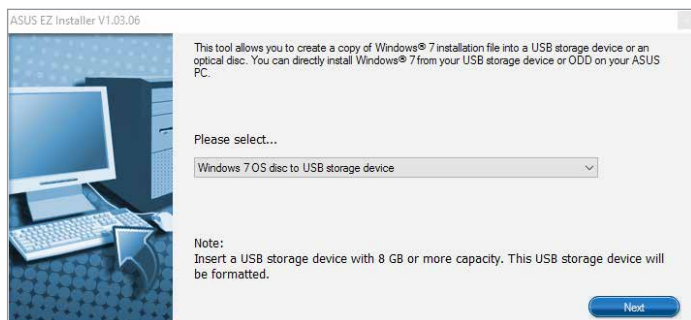 ASUS EZ Installer V1.03.06
This tool allows you to create a copy of Windows® 7 installation file into a USB storage device or an
optical disc. You can directly install Windows® 7 from your USB storage device or ODD on your ASUS
PC.
Please select...
Windows 7 OS disc to USB storage device
Note:
Insert a USB storage device with 8 GB or more capacity. This USB storage device will
be formatted.
Next